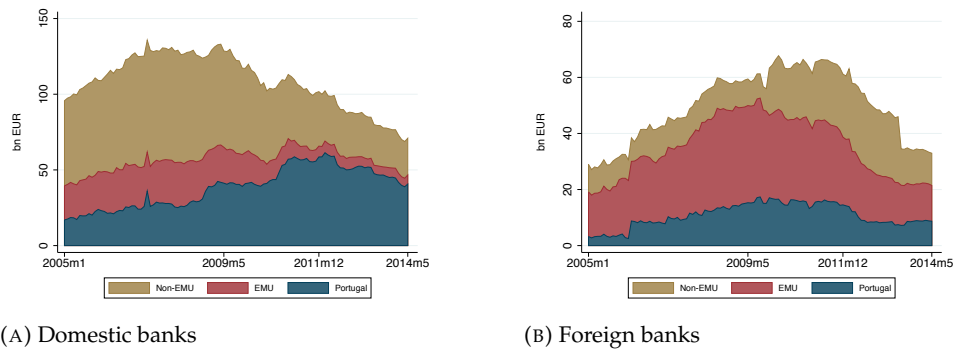 150
100
50
0
bn EUR
2005m1 2009m5 2011m12 2014m5
Non-EMU EMU Portugal
(A) Domestic banks
80
60
40
20
0
bn EUR
2005m1 2009m5 2011m12 2014m5
Non-EMU EMU Portugal
(B) Foreign banks